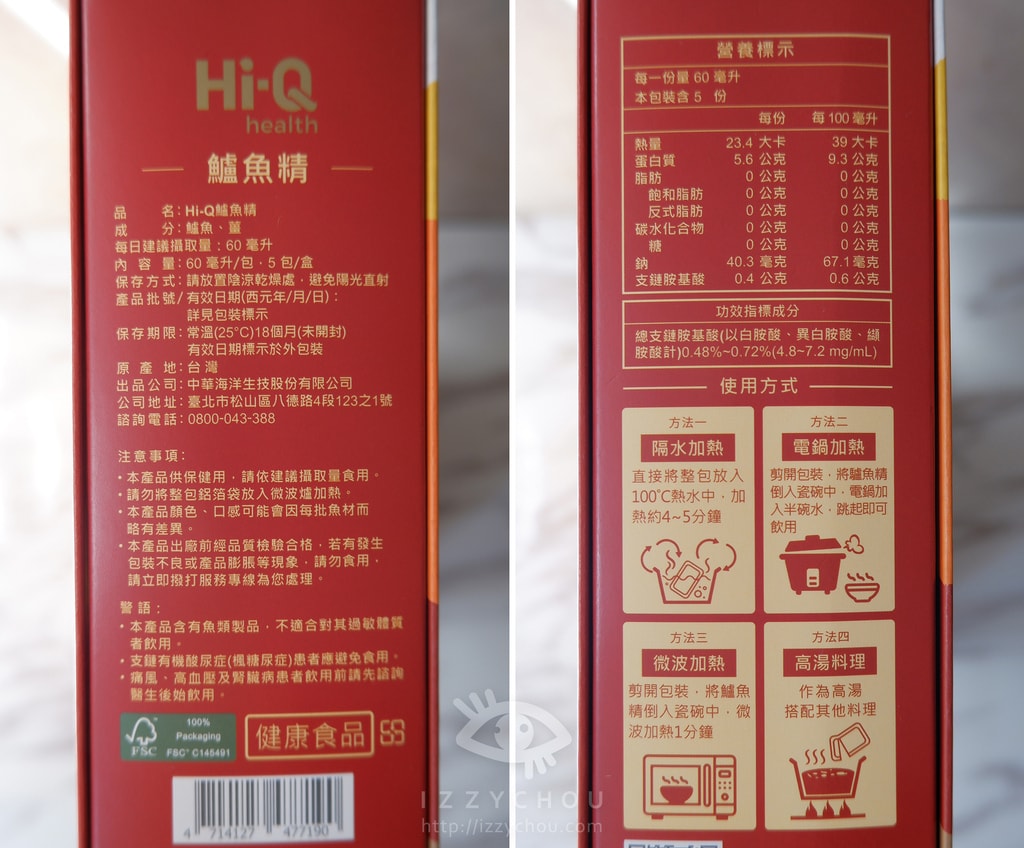 Hi-Q
health
鱸魚精
品 名：Hi-Q鱸魚精
成 分：鱸魚、薑
每日建議攝取量：60 毫升
內 容 量：60 毫升/包，5 包/盒
保存方式：請放置陰涼乾燥處，避免陽光直射
產品批號/有效日期(西元年/月/日)：
詳見包裝標示
保存期限：常溫(25°C)18個月(未開封)
有效日期標示於外包裝
原 產 地：台灣
出品公司：中華海洋生技股份有限公司
公司地址：臺北市松山區八德路4段123之1號
諮詢電話：0800-043-388
注意事項：
・本產品供保健用，請依建議攝取量食用。
・請勿將整包鋁箔袋放入微波爐加熱。
・本產品顏色、口感可能會因每批魚材而
略有差異。
・本產品出廠前經品質檢驗合格，若有發生
包裝不良或產品膨脹等現象，請勿食用，
請立即撥打服務專線為您處理。
警語：
・本產品含有魚類製品，不適合對其過敏體質
者飲用。
・支鏈有機酸尿症(楓糖尿症)患者應避免食用。
・痛風、高血壓及腎臟病患者飲用前請先諮詢
醫生後始飲用。
FSC
100%
Packaging
FSC® C145491
健康食品
4 714127 477190
營養標示
每一份量 60 毫升
本包裝含 5 份
每份 每 100 毫升
熱量 23.4 大卡 39 大卡
蛋白質 5.6 公克 9.3 公克
脂肪 0 公克 0 公克
飽和脂肪 0 公克 0 公克
反式脂肪 0 公克 0 公克
碳水化合物 0 公克 0 公克
糖 0 公克 0 公克
鈉 40.3 毫克 67.1 毫克
支鏈胺基酸 0.4 公克 0.6 公克
功效指標成分
總支鏈胺基酸(以白胺酸、異白胺酸、纈
胺酸計)0.48%~0.72%(4.8~7.2 mg/mL)
使用方式
方法一
隔水加熱
直接將整包放入
100°C熱水中，加
熱約4~5分鐘
方法二
電鍋加熱
剪開包裝，將鱸魚精
倒入瓷碗中，電鍋加
入半碗水，跳起即可
飲用
方法三
微波加熱
剪開包裝，將鱸魚
精倒入瓷碗中，微
波加熱1分鐘
方法四
高湯料理
作為高湯
搭配其他料理
IZZYCHOU
http://izzychou.com